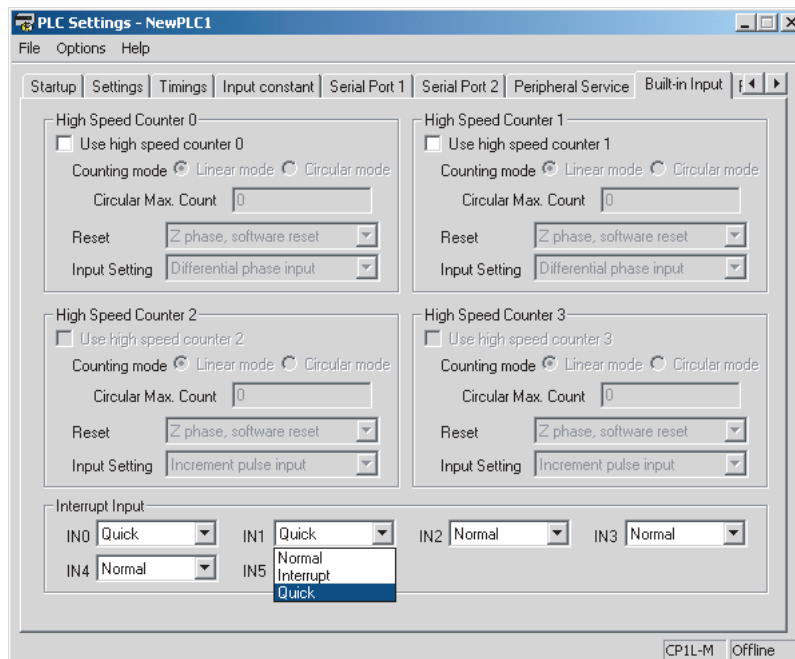 PLC Settings - NewPLC1
File Options Help
Startup Settings Timings Input constant Serial Port 1 Serial Port 2 Peripheral Service Built-in Input
High Speed Counter 0
Use high speed counter 0
Counting mode Linear mode Circular mode
Circular Max. Count 0
Reset Z phase, software reset
Input Setting Differential phase input
High Speed Counter 1
Use high speed counter 1
Counting mode Linear mode Circular mode
Circular Max. Count 0
Reset Z phase, software reset
Input Setting Differential phase input
High Speed Counter 2
Use high speed counter 2
Counting mode Linear mode Circular mode
Circular Max. Count 0
Reset Z phase, software reset
Input Setting Increment pulse input
High Speed Counter 3
Use high speed counter 3
Counting mode Linear mode Circular mode
Circular Max. Count 0
Reset Z phase, software reset
Input Setting Increment pulse input
Interrupt Input
IN0 Quick IN1 Quick IN2 Normal IN3 Normal
IN4 Normal IN5
Normal
Interrupt
Quick
CP1L-M Offline